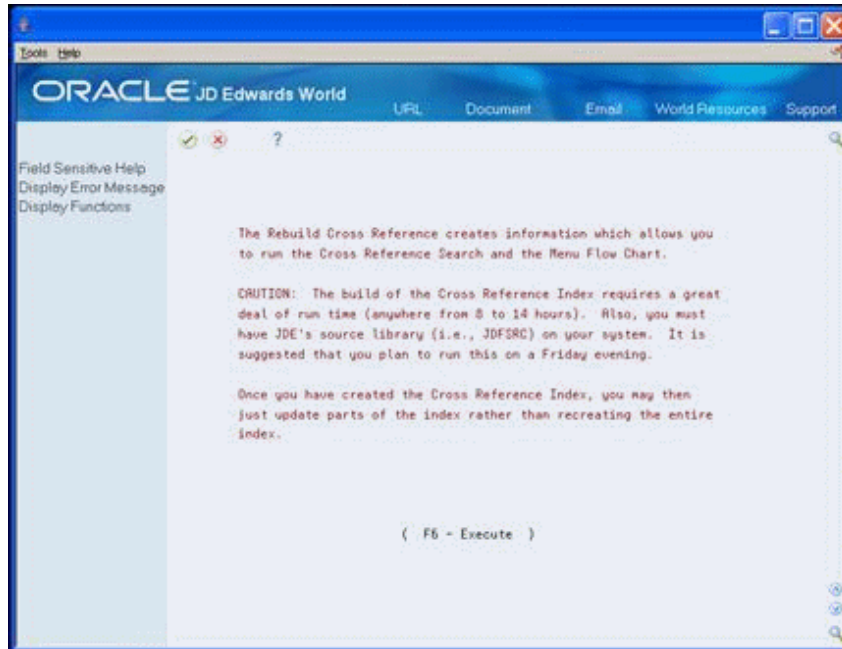 Tools Help
ORACLE JD Edwards World
URL Document Email World Resources Support
?
Field Sensitive Help
Display Error Message
Display Functions
The Rebuild Cross Reference creates information which allows you
to run the Cross Reference Search and the Menu Flow Chart.
CAUTION: The build of the Cross Reference Index requires a great
deal of run time (anywhere from 8 to 14 hours). Also, you must
have JDE's source library (i.e., JDFSRC) on your system. It is
suggested that you plan to run this on a Friday evening.
Once you have created the Cross Reference Index, you may then
just update parts of the index rather than recreating the entire
index.
( F6 - Execute )